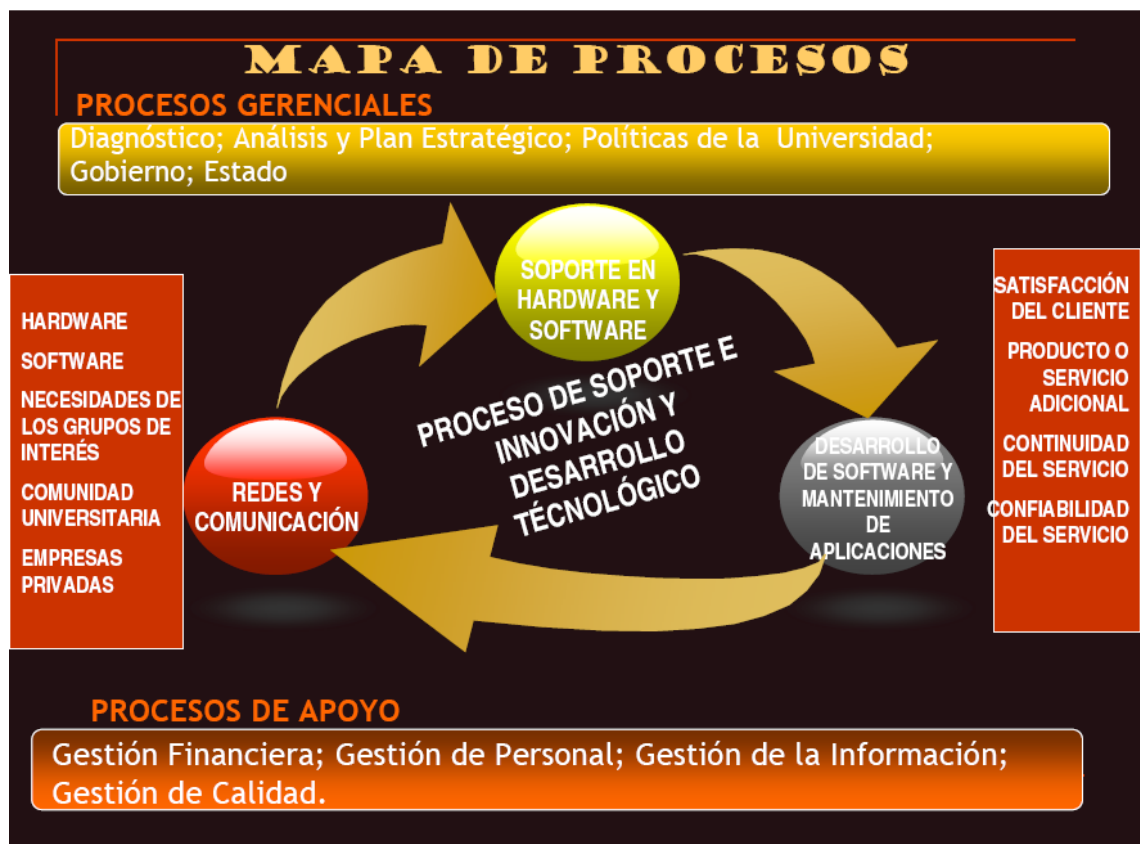 MAPA DE PROCESOS
PROCESOS GERENCIALES
Diagnóstico; Análisis y Plan Estratégico; Políticas de la Universidad;
Gobierno; Estado
HARDWARE
SOFTWARE
NECESIDADES DE
LOS GRUPOS DE
INTERÉS
COMUNIDAD
UNIVERSITARIA
EMPRESAS
PRIVADAS
REDES Y
COMUNICACIÓN
SOPORTE EN
HARDWARE Y
SOFTWARE
PROCESO DE SOPORTE E
INNOVACIÓN Y
DESARROLLO
TÉCNOLÓGICO
DESARROLLO
DE SOFTWARE Y
MANTENIMIENTO
DE
APLICACIONES
SATISFACCIÓN
DEL CLIENTE
PRODUCTO O
SERVICIO
ADICIONAL
CONTINUIDAD
DEL SERVICIO
CONFIABILIDAD
DEL SERVICIO
PROCESOS DE APOYO
Gestión Financiera; Gestión de Personal; Gestión de la Información;
Gestión de Calidad.